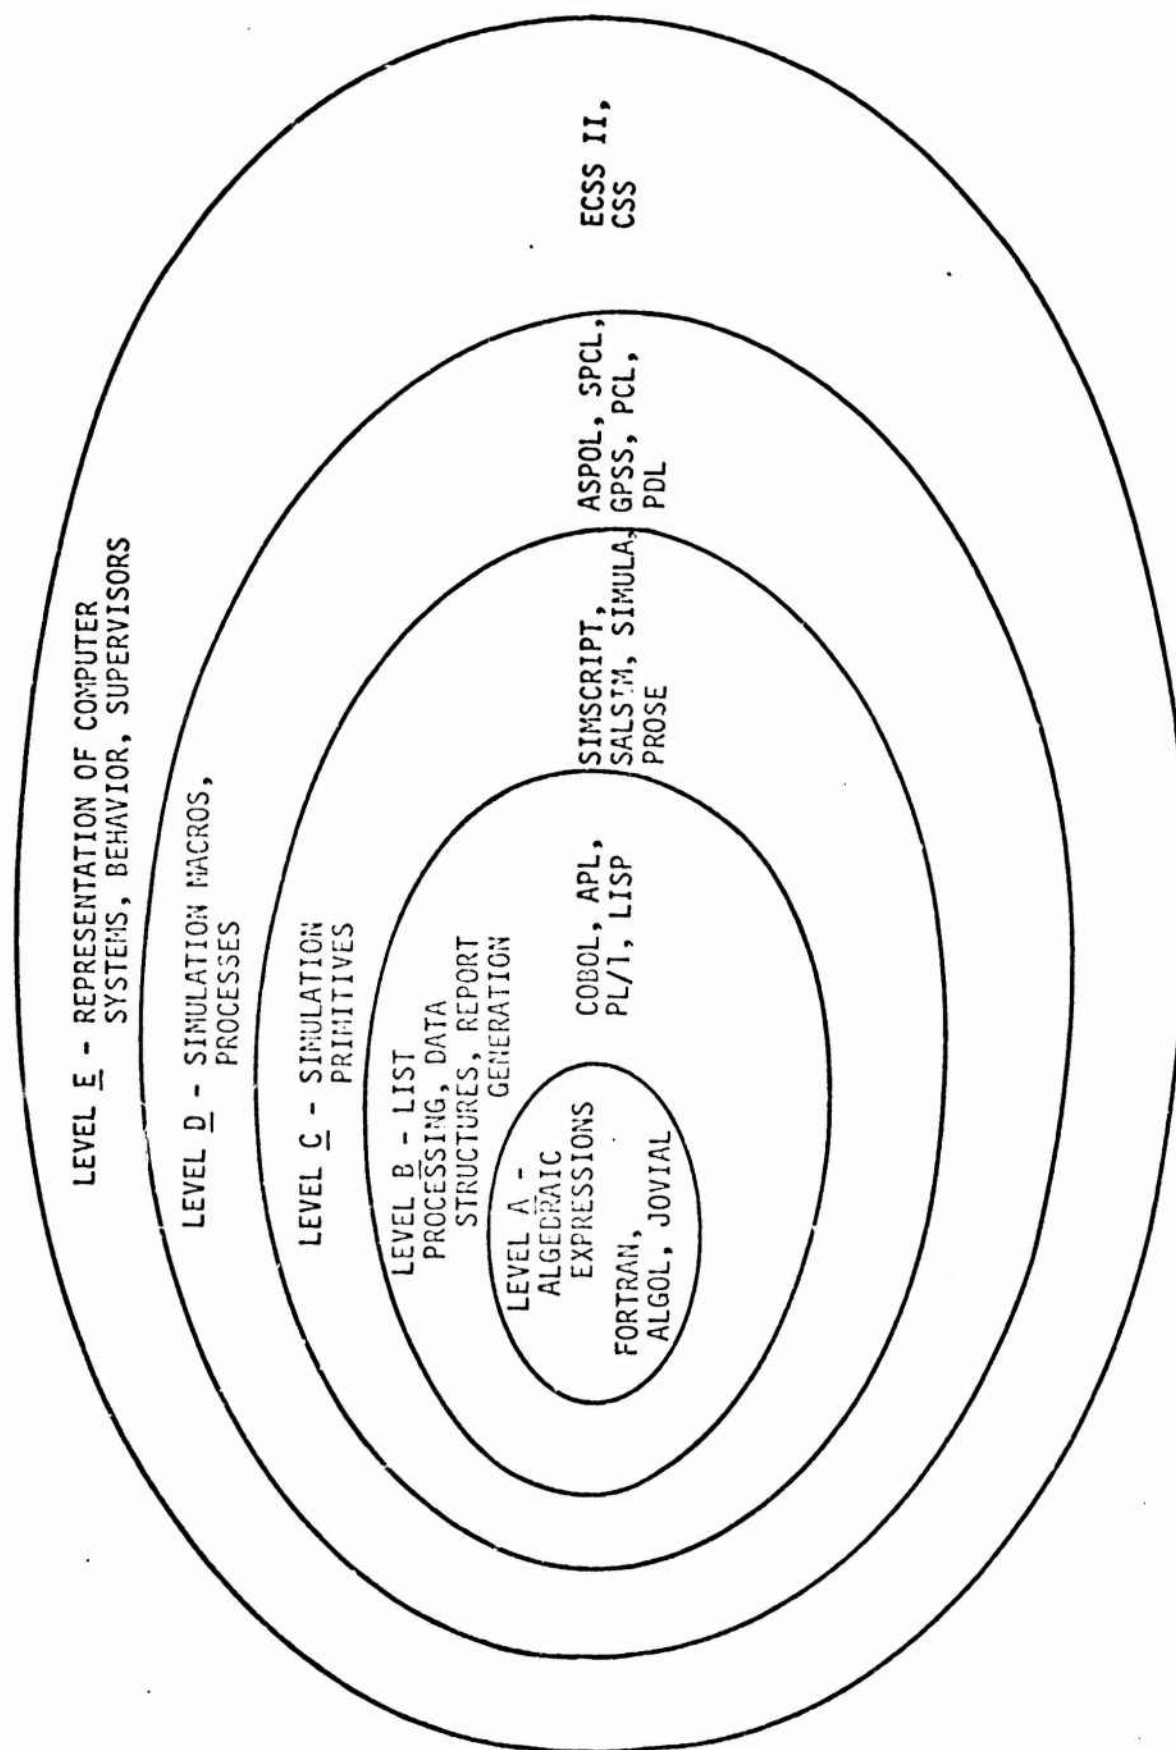 LEVEL E - REPRESENTATION OF COMPUTER
SYSTEMS, BEHAVIOR, SUPERVISORS
LEVEL D - SIMULATION MACROS,
PROCESSES
LEVEL C - SIMULATION
PRIMITIVES
LEVEL B - LIST
PROCESSING, DATA
STRUCTURES, REPORT
GENERATION
LEVEL A -
ALGEDRAIC
EXPRESSIONS
FORTRAN,
ALGOL, JOVIAL
COBOL, APL,
PL/1, LISP
SIMSCRIPT,
SALSIM, SIMULA,
PROSE
ASPOL, SPCL,
GPSS, PCL,
PDL
ECSS II,
CSS